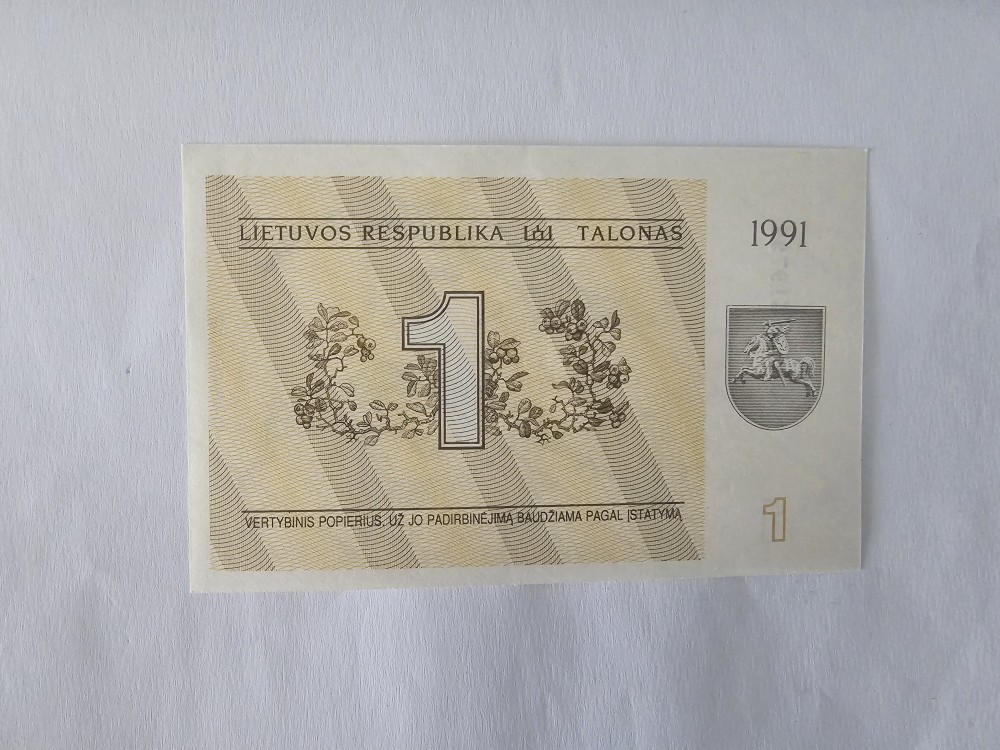 LIETUVOS RESPUBLIKA TALONAS
1991
1
VERTYBINIS POPIERIUS. UŽ JO PADIRBINĖJIMĄ BAUDŽIAMA PAGAL ĮSTATYMĄ
1